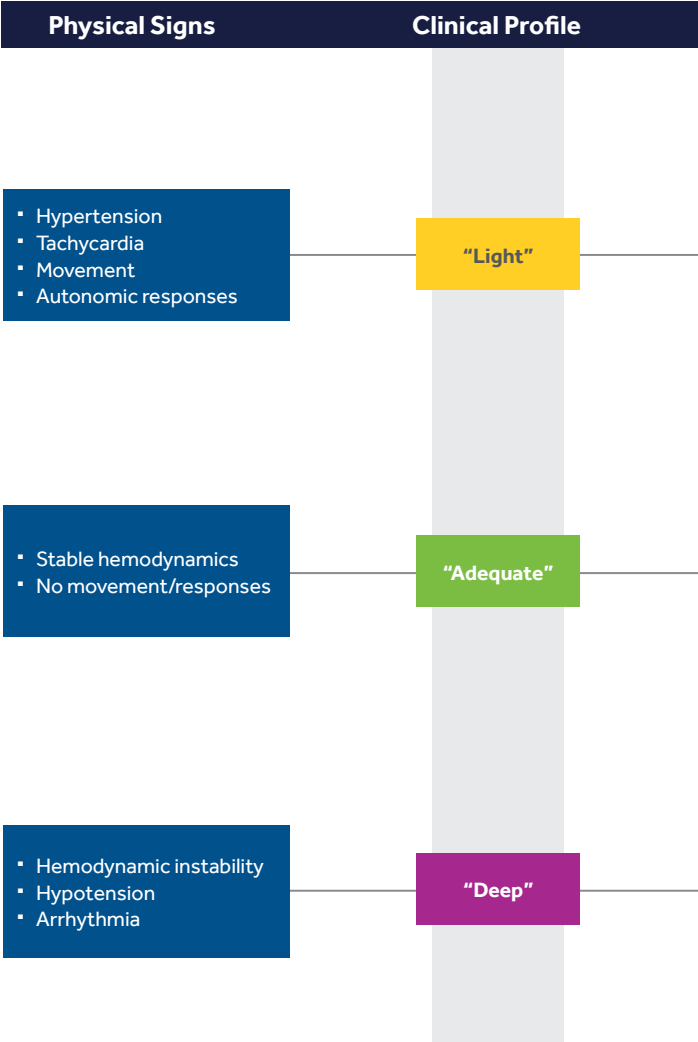 Physical Signs
Clinical Profile
▪ Hypertension
▪ Tachycardia
▪ Movement
▪ Autonomic responses
“Light”
▪ Stable hemodynamics
▪ No movement/responses
“Adequate”
▪ Hemodynamic instability
▪ Hypotension
▪ Arrhythmia
“Deep”